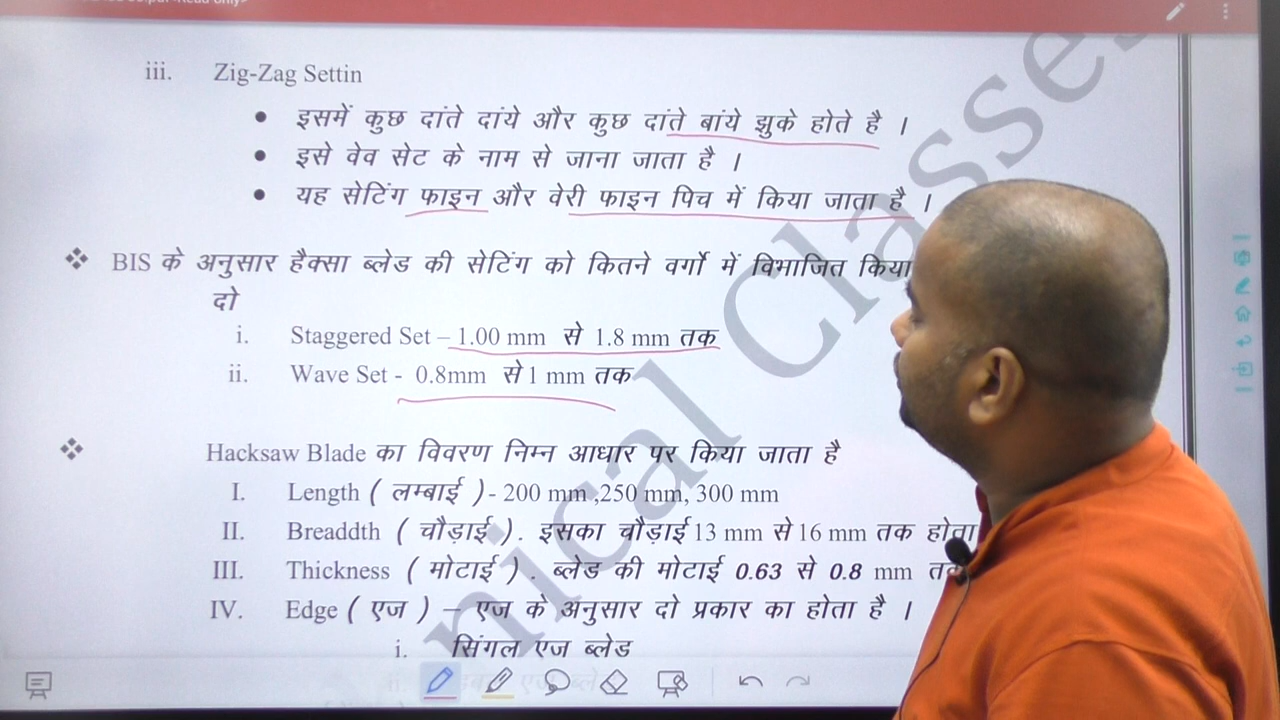 iii. Zig-Zag Settin
• इसमें कुछ दांते दांये और कुछ दांते बांये झुके होते है ।
• इसे वेव सेट के नाम से जाना जाता है ।
• यह सेटिंग फाइन और वेरी फाइन पिच में किया जाता है ।
❖ BIS के अनुसार हैक्सा ब्लेड की सेटिंग को कितने वर्गो में विभाजित किया
दो
i. Staggered Set – 1.00 mm से 1.8 mm तक
ii. Wave Set - 0.8mm से 1 mm तक
❖ Hacksaw Blade का विवरण निम्न आधार पर किया जाता है
I. Length ( लम्बाई )- 200 mm ,250 mm, 300 mm
II. Breaddth ( चौड़ाई ) . इसका चौड़ाई 13 mm से 16 mm तक होता
III. Thickness ( मोटाई ) . ब्लेड की मोटाई 0.63 से 0.8 mm
IV. Edge ( एज ) – एज के अनुसार दो प्रकार का होता है ।
i. सिंगल एज ब्लेड
nical Classes